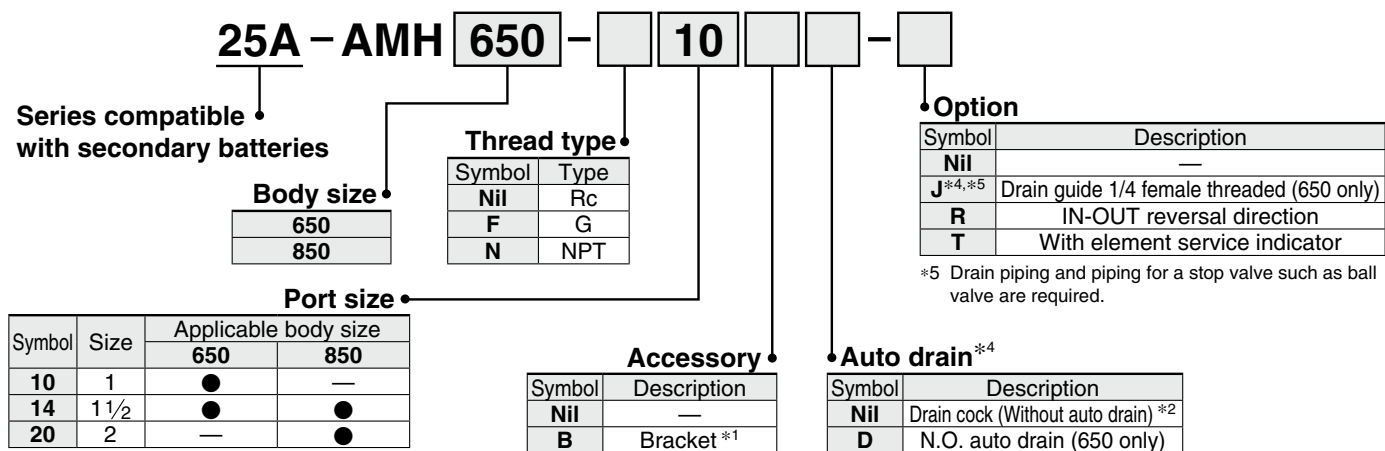 25A – AMH 650 – 10 –
Series compatible
with secondary batteries
Body size
650
850
Thread type
Symbol Type
Nil Rc
F G
N NPT
Option
Symbol Description
Nil —
J*4,*5 Drain guide 1/4 female threaded (650 only)
R IN-OUT reversal direction
T With element service indicator
*5 Drain piping and piping for a stop valve such as ball
valve are required.
Port size
Symbol Size Applicable body size
650 850
10 1 ● —
14 1 1/2 ● ●
20 2 — ●
Accessory
Symbol Description
Nil —
B Bracket *1
Auto drain*4
Symbol Description
Nil Drain cock (Without auto drain) *2
D N.O. auto drain (650 only)